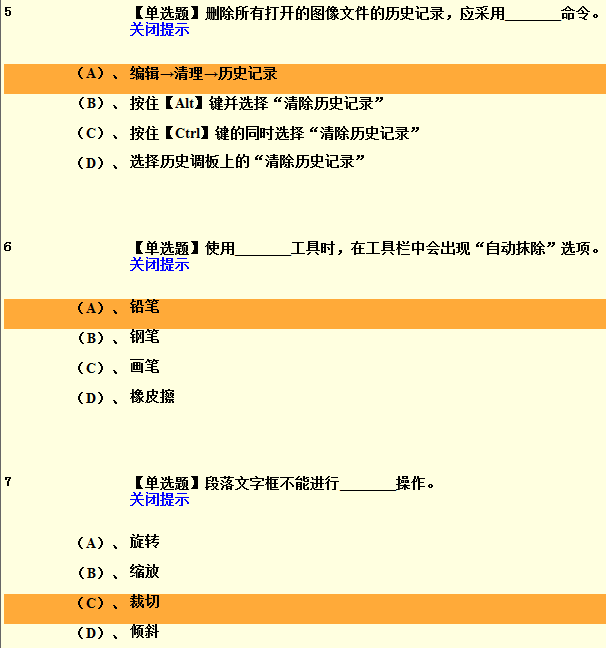 5 【单选题】删除所有打开的图像文件的历史记录，应采用_______命令。
关闭提示
（A）、编辑→清理→历史记录
（B）、按住【Alt】键并选择“清除历史记录”
（C）、按住【Ctrl】键的同时选择“清除历史记录”
（D）、选择历史调板上的“清除历史记录”
6 【单选题】使用_______工具时，在工具栏中会出现“自动抹除”选项。
关闭提示
（A）、铅笔
（B）、钢笔
（C）、画笔
（D）、橡皮擦
7 【单选题】段落文字框不能进行_______操作。
关闭提示
（A）、旋转
（B）、缩放
（C）、裁切
（D）、倾斜